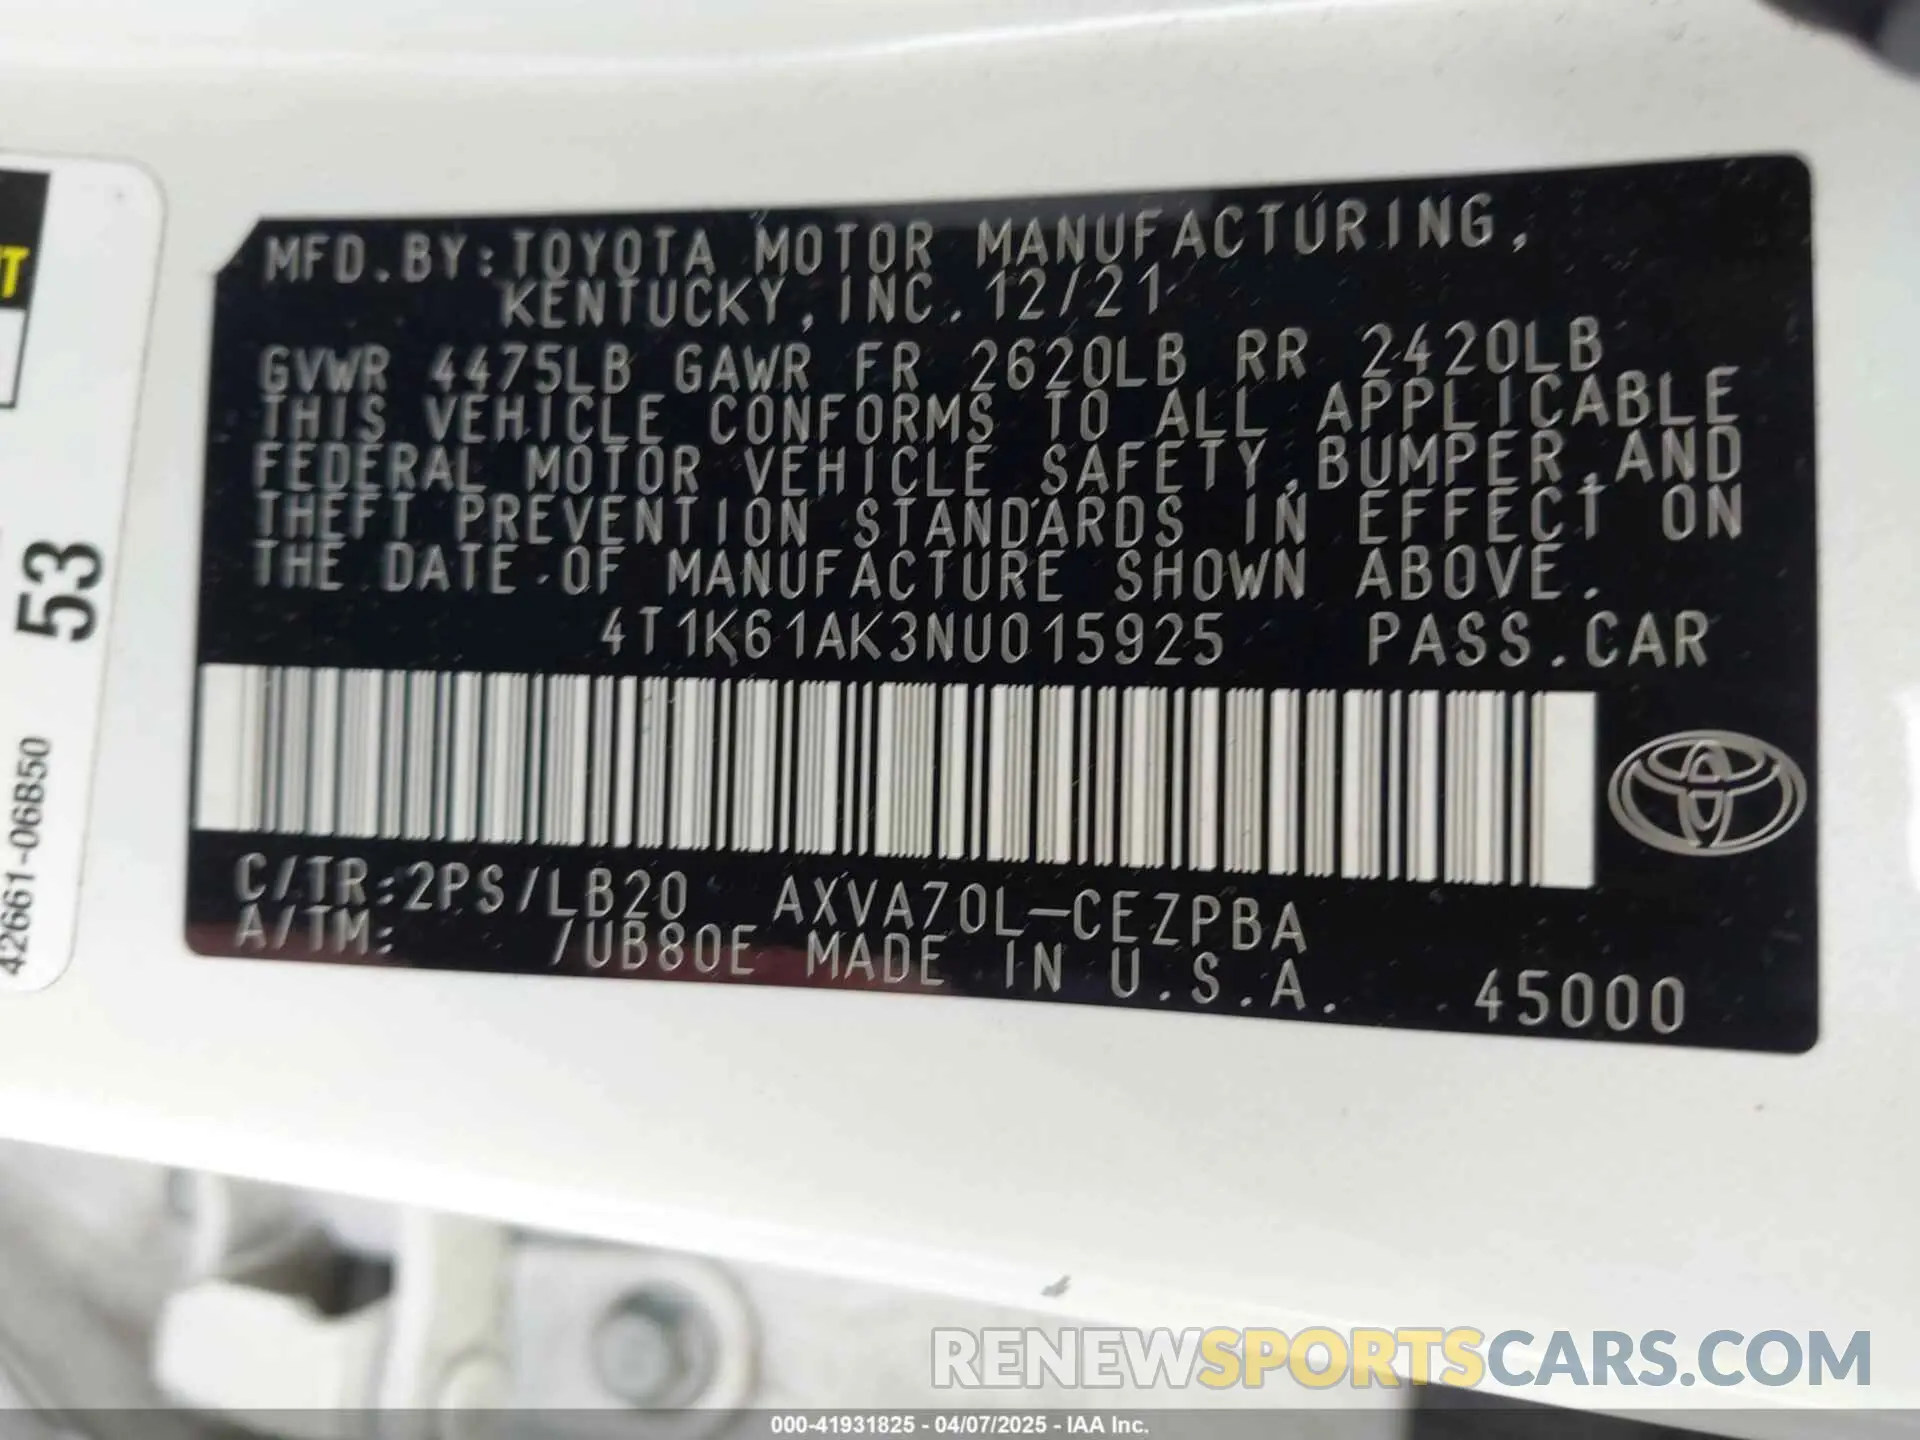 MFD.BY:TOYOTA MOTOR MANUFACTURING,
KENTUCKY,INC. 12/21
GVWR 4475LB GAWR FR 2620LB RR 2420LB
THIS VEHICLE CONFORMS TO ALL APPLICABLE
FEDERAL MOTOR VEHICLE SAFETY,BUMPER,AND
THEFT PREVENTION STANDARDS IN EFFECT ON
THE DATE OF MANUFACTURE SHOWN ABOVE.
4T1K61AK3NU015925 PASS.CAR
C/TR:2PS/LB20 AXVA70L-CEZPBA
A/TM: /UB80E MADE IN U.S.A. 45000
53
42661-06B50
RENEWSPORTSCARS.COM
000-41931825 - 04/07/2025 - IAA Inc.